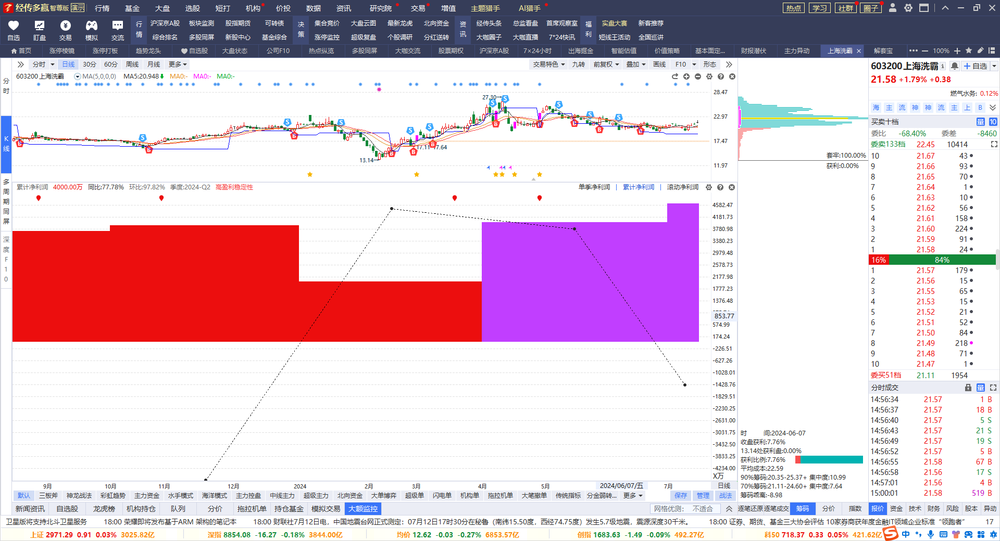 经传多赢 智尊版 演示 行情 基金 大盘 选股 短打 机构 价投 数据 资讯 研究院 交易 增值 主题猎手 AI猎手 热点 学习 社群 圈子
自选 盯盘 交易 模拟 交流
行情 沪深京A股 板块监测 股指期货 可转债 决策 集合竞价 大盘云图 最新龙虎 北向资金 资讯 经传头条 总监看盘 首席观察室 福利 实盘大赛 新客推荐
综合排名 多股同屏 新股中心 基金综合 涨停监控 超级复盘 个股调研 分红送转 大咖圈子 大咖直播 7*24快讯 短线王活动 全国巡讲
首页 涨停棱镜 涨停打板 趋势龙头 自选股 大盘状态 公司F10 热点纵览 多股同屏 大咖交流 股票期权 沪深京A股 7×24小时 出海掘金 智能估值 价值策略 基本面定... 财报潜伏 主力异动 上海洗霸 解套宝 100%
分时 日线 30分 60分 周线 月线 更多 交易特色 九转 前复权 叠加 画线 F10 形态
603200 上海洗霸 MA(5,0,0,0) MA5:20.948 MA0:- MA0:- MA0:-
分时
K线
多周期同屏
深度F10
28.47
22.97
17.47
11.97
27.30
13.14
17.11 17.64
累计净利润 4000.00万 同比:77.78% 环比:97.82% 季度:2024-Q2 高盈利稳定性 单季净利润 | 累计净利润 | 滚动净利润
4582.47
4181.73
3780.98
3380.23
2979.48
2578.73
2177.98
1777.23
1376.48
853.77
574.99
174.24
-226.51
-627.26
-1028.01
-1428.76
-1829.51
-2230.25
-2631.00
-3031.75
-3432.50
-3833.25
-4234.00
X万
9月 10月 11月 12月 2024 2月 3月 4月 5月 2024/06/07/五 7月 日线
默认 三板斧 神龙战法 彩虹趋势 主力资金 水手模式 海洋模式 主力控盘 中线主力 超级主力 北向资金 大单博弈 超级单 闪电单 机构单 拖拉机单 大笔撤单 传统指标 分金弱转... 更多 保存 管理 战法
新闻资讯 自选股 龙虎榜 机构持仓 队列 分价 拖拉机单 持仓基金 模拟交易 大额监控 网格优测： 不适合
套牢:100.00%
获利:0.00%
时 间:2024-06-07
收盘获利:7.76%
13.14处获利盘:0.00%
获利比例:7.76%
平均成本:22.59
90%筹码:20.35-25.37+ 集中度:10.99
70%筹码:21.11-24.60+ 集中度:7.64
筹码乖离:-8.98
逐笔还原 逐笔成交 筹码 分价 指数 报价 资金 技术 财务 风险 股本 异动
603200 上海洗霸 自选
21.58 +1.79% +0.38
燃气水务: 0.12%
海 主 流 神 神 流 主 上 B
买卖十档 量 10
委比 -68.40% 委差 -8460
委卖133档 22.45 10414
10 21.67 43
9 21.66 93
8 21.65 70
7 21.64 1
6 21.63 10
5 21.62 56
4 21.61 158
3 21.60 224
2 21.59 91
1 21.58 24
16% 84%
1 21.57 179
2 21.56 15
3 21.55 65
4 21.53 15
5 21.52 21
6 21.51 52
7 21.50 84
8 21.49 218
9 21.48 71
10 21.47 1
委买51档 21.11 1954
分时成交 量
14:56:34 21.57 1 B
14:56:37 21.57 18 B
14:56:40 21.57 5 S
14:56:43 21.57 21 S
14:56:49 21.57 19 S
14:56:52 21.57 5 B
14:56:55 21.58 67 B
14:56:58 21.56 17 S
14:57:01 21.56 4 B
15:00:01 21.58 519 B
卫星版将支持北斗卫星服务 18:00 荣耀即将发布基于ARM 架构的笔记本 18:00 财联社7月12日电，中国地震台网正式测定：07月12日17时30分在秘鲁（南纬15.50度，西经74.75度）发生5.7级地震，震源深度30千米。 18:00 证券、期货、基金三大协会评估 10家券商获年度金融IT领域企业标准“领跑者” 17
上证 2971.29 0.91 0.03% 3025.82亿 深指 8854.08 -16.27 -0.18% 3844.00亿 均价 12.62 -0.03 -0.27% 6853.57亿 创指 1683.63 -1.49 -0.09% 492.27亿 科50 718.37 0.33 0.05% 421.62亿 中